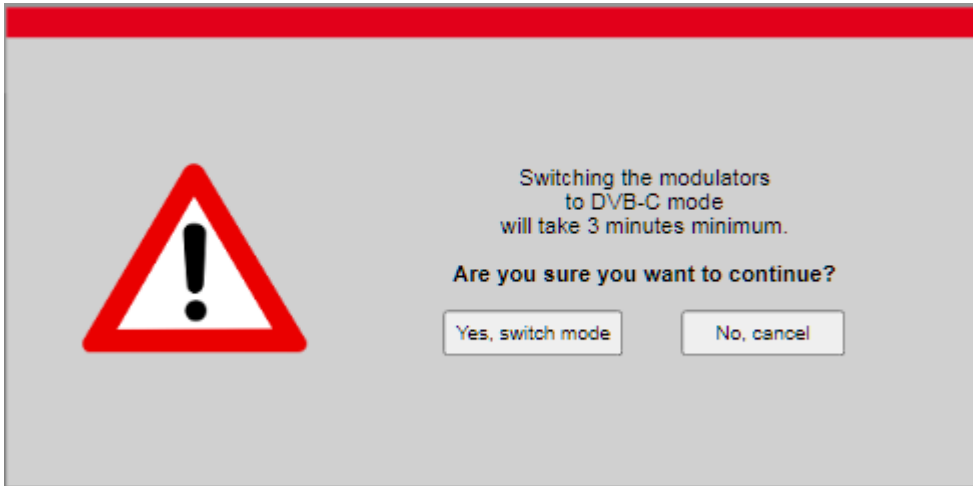 Switching the modulators
to DVB-C mode
will take 3 minutes minimum.
Are you sure you want to continue?
Yes, switch mode
No, cancel